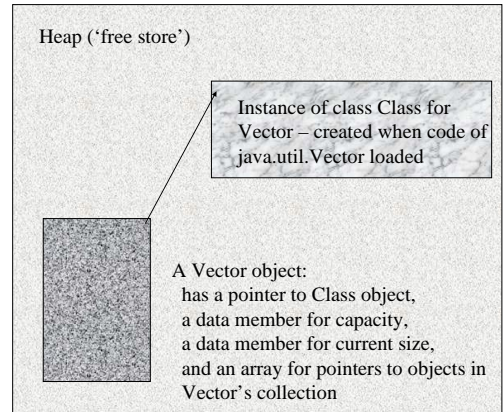 Heap (‘free store’)
Instance of class Class for
Vector – created when code of
java.util.Vector loaded
A Vector object:
has a pointer to Class object,
a data member for capacity,
a data member for current size,
and an array for pointers to objects in
Vector’s collection